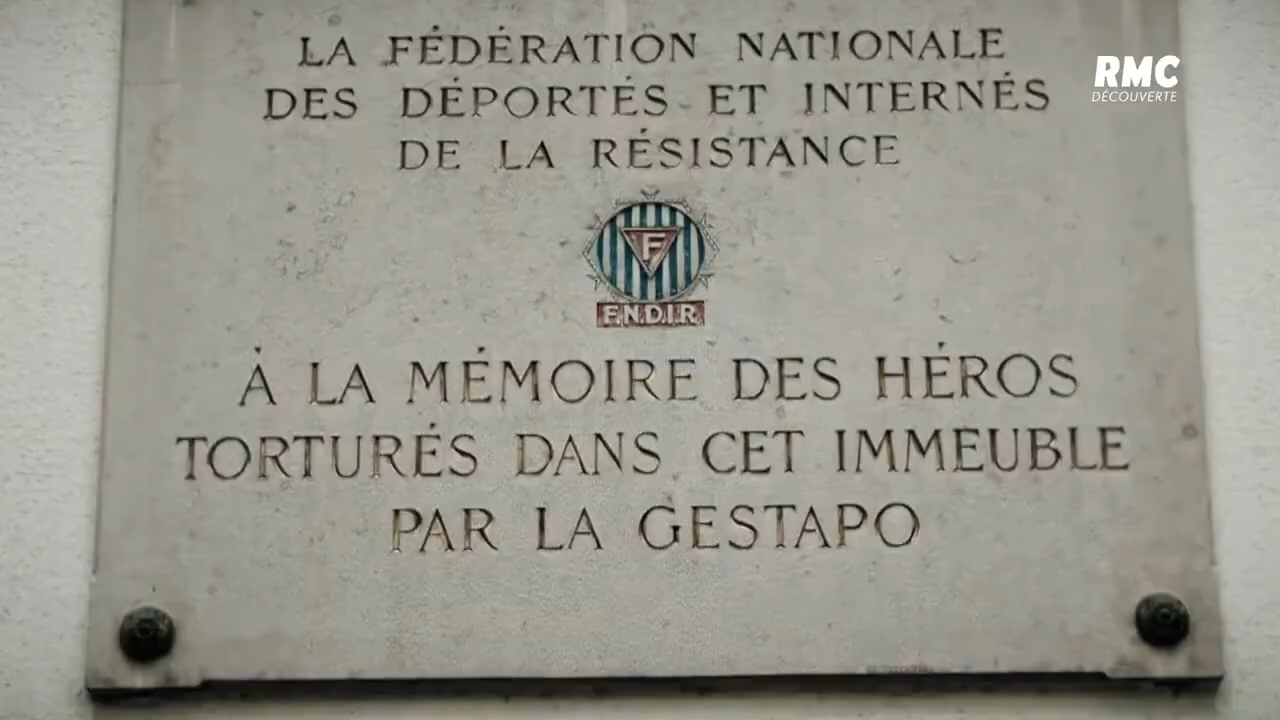 LA FÉDÉRATION NATIONALE
DES DÉPORTÉS ET INTERNÉS
DE LA RÉSISTANCE
F
F.N.D.I.R.
À LA MÉMOIRE DES HÉROS
TORTURÉS DANS CET IMMEUBLE
PAR LA GESTAPO
RMC
DÉCOUVERTE